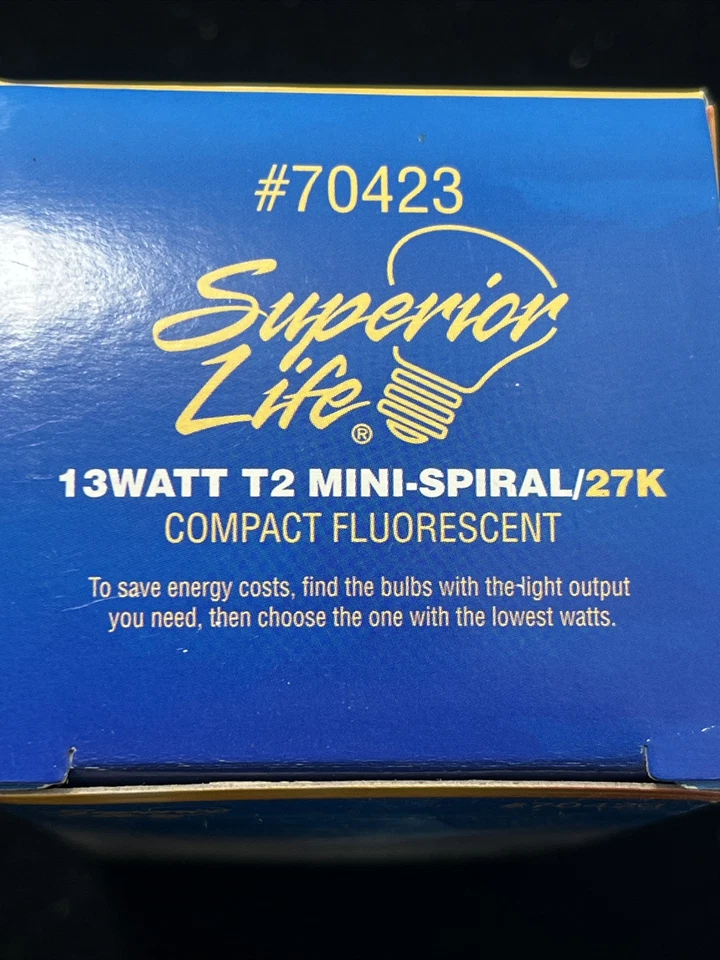 #70423
Superior
Life®
13WATT T2 MINI-SPIRAL/27K
COMPACT FLUORESCENT
To save energy costs, find the bulbs with the light output
you need, then choose the one with the lowest watts.